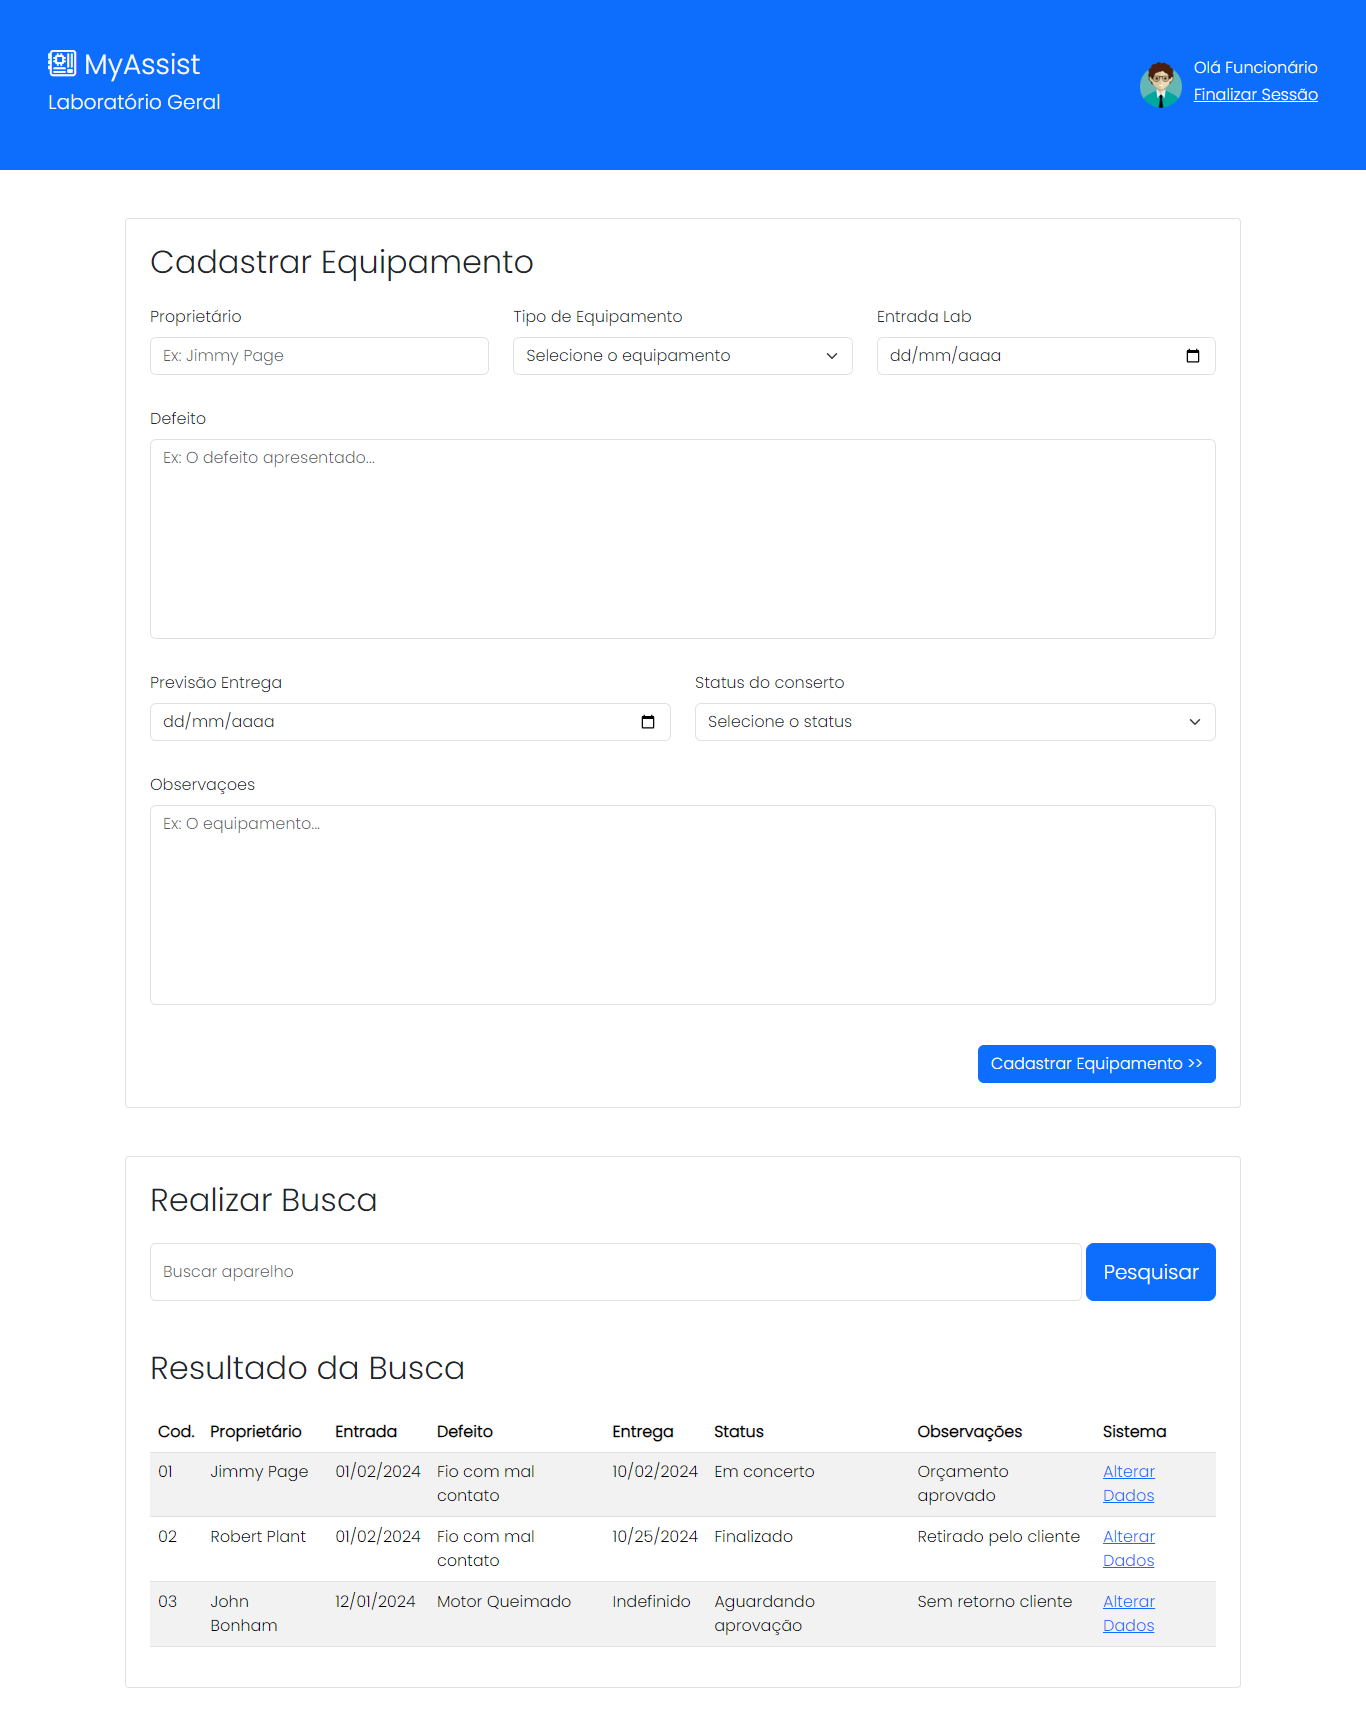 MyAssist
Laboratório Geral
Olá Funcionário
Finalizar Sessão
Cadastrar Equipamento
Proprietário
Tipo de Equipamento
Entrada Lab
Ex: Jimmy Page
Selecione o equipamento
dd/mm/aaaa
Defeito
Ex: O defeito apresentado...
Previsão Entrega
Status do conserto
dd/mm/aaaa
Selecione o status
Observaçoes
Ex: O equipamento...
Cadastrar Equipamento >>
Realizar Busca
Buscar aparelho
Pesquisar
Resultado da Busca
Cod. Proprietário Entrada Defeito Entrega Status Observações Sistema
01 Jimmy Page 01/02/2024 Fio com mal 10/02/2024 Em concerto Orçamento Alterar
contato aprovado Dados
02 Robert Plant 01/02/2024 Fio com mal 10/25/2024 Finalizado Retirado pelo cliente Alterar
contato Dados
03 John 12/01/2024 Motor Queimado Indefinido Aguardando Sem retorno cliente Alterar
Bonham aprovação Dados